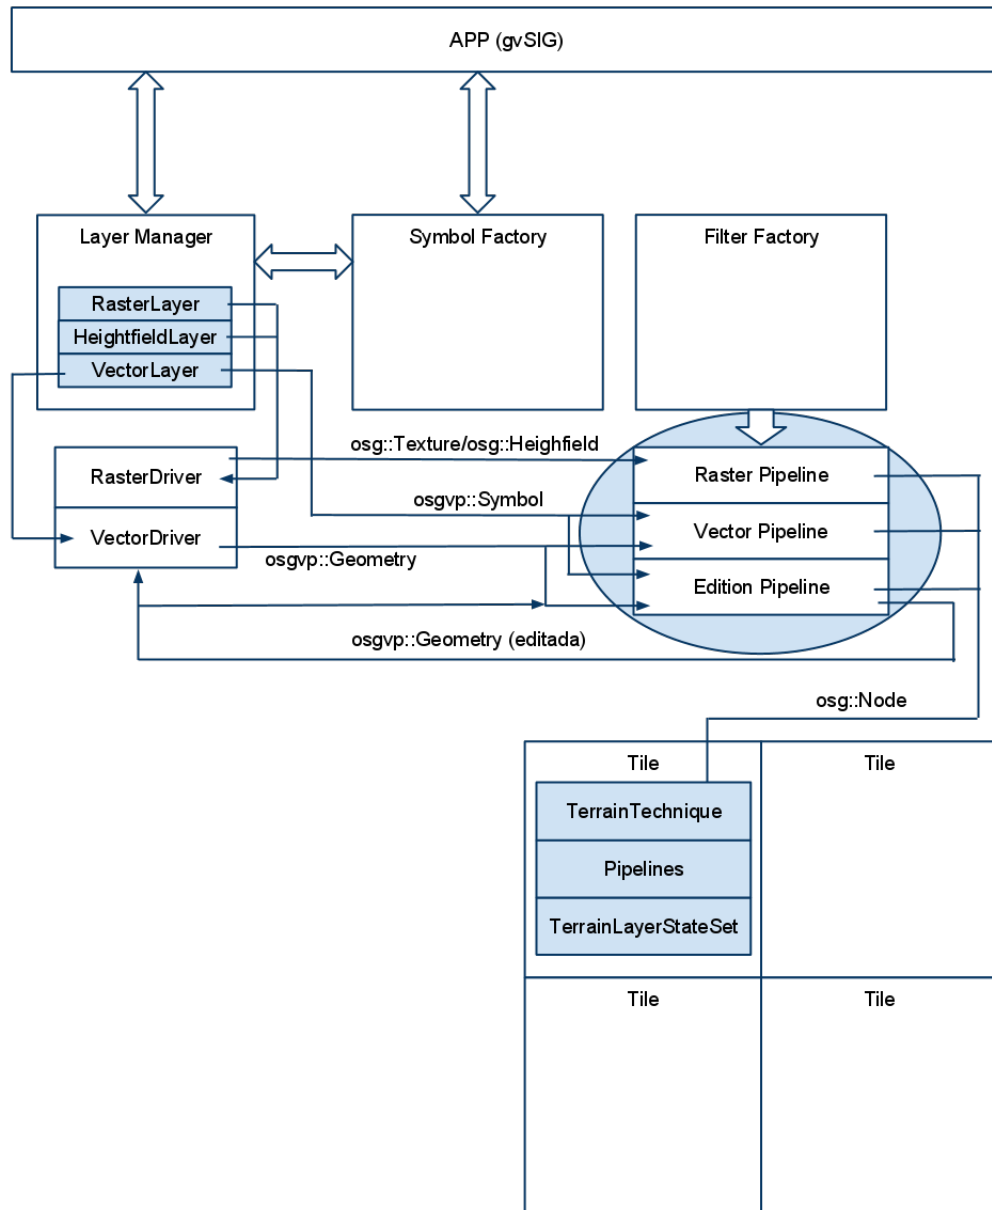 APP (gvSIG)
Layer Manager
Symbol Factory
Filter Factory
RasterLayer
HeightfieldLayer
VectorLayer
osg::Texture/osg::Heighfield
RasterDriver
Raster Pipeline
osgvp::Symbol
VectorDriver
Vector Pipeline
osgvp::Geometry
Edition Pipeline
osgvp::Geometry (editada)
osg::Node
Tile
Tile
TerrainTechnique
Pipelines
TerrainLayerStateSet
Tile
Tile